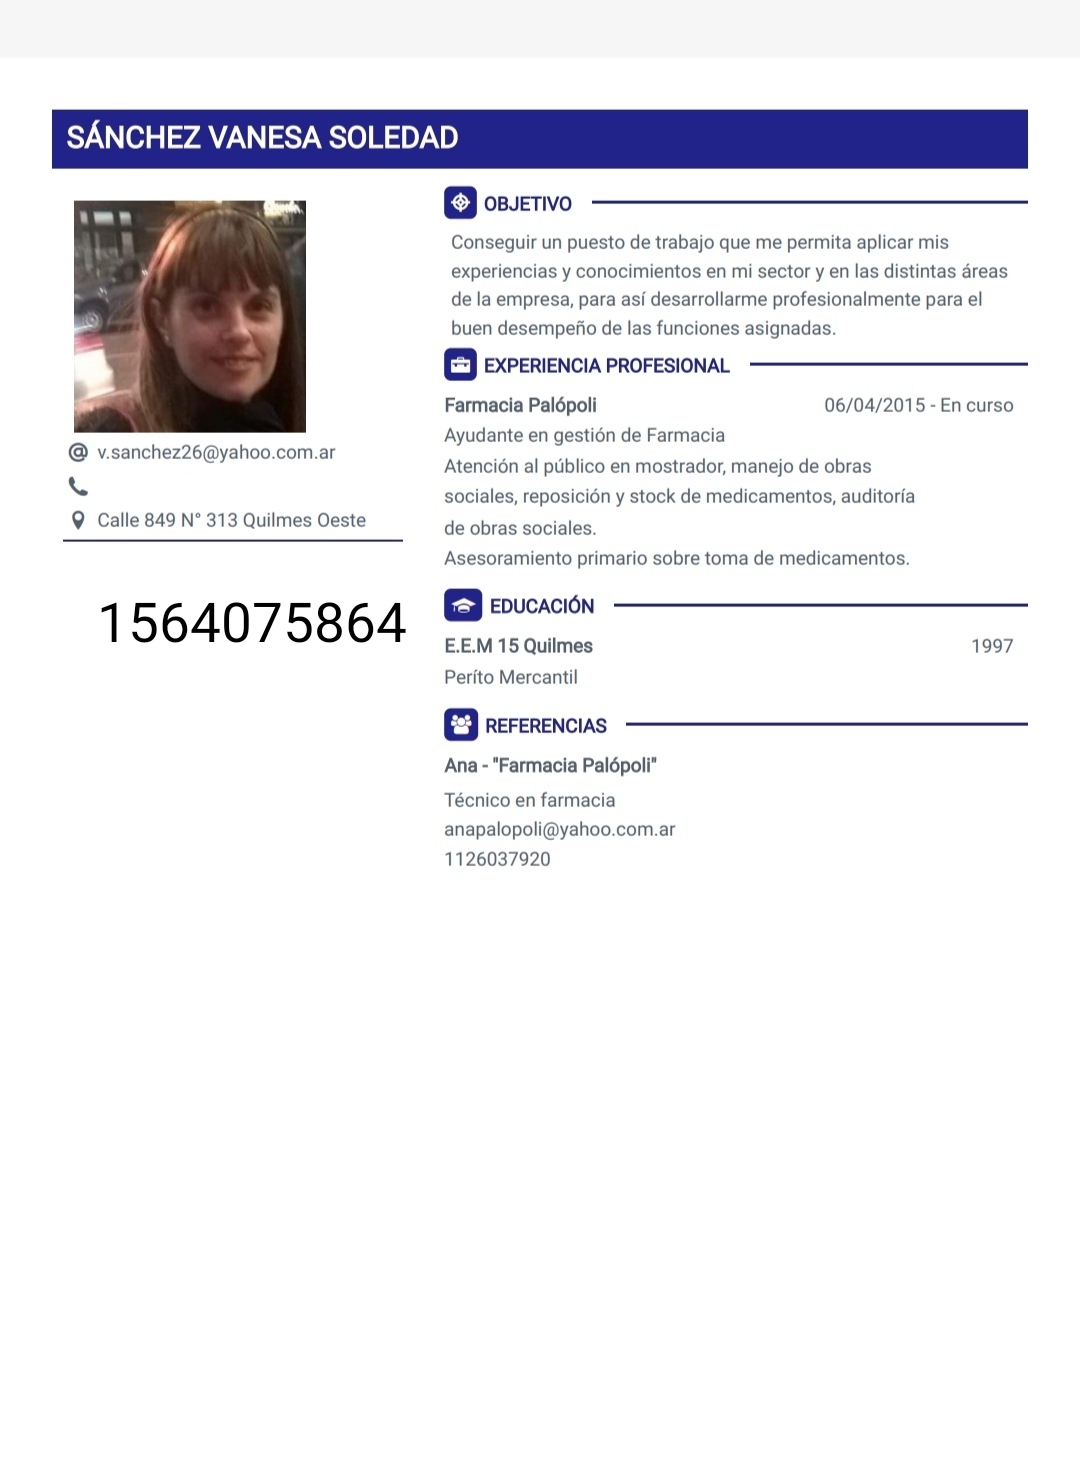 SÁNCHEZ VANESA SOLEDAD
@ v.sanchez26@yahoo.com.ar
Calle 849 N° 313 Quilmes Oeste
1564075864
OBJETIVO
Conseguir un puesto de trabajo que me permita aplicar mis
experiencias y conocimientos en mi sector y en las distintas áreas
de la empresa, para así desarrollarme profesionalmente para el
buen desempeño de las funciones asignadas.
EXPERIENCIA PROFESIONAL
Farmacia Palópoli 06/04/2015 - En curso
Ayudante en gestión de Farmacia
Atención al público en mostrador, manejo de obras
sociales, reposición y stock de medicamentos, auditoría
de obras sociales.
Asesoramiento primario sobre toma de medicamentos.
EDUCACIÓN
E.E.M 15 Quilmes 1997
Períto Mercantil
REFERENCIAS
Ana - "Farmacia Palópoli"
Técnico en farmacia
anapalopoli@yahoo.com.ar
1126037920